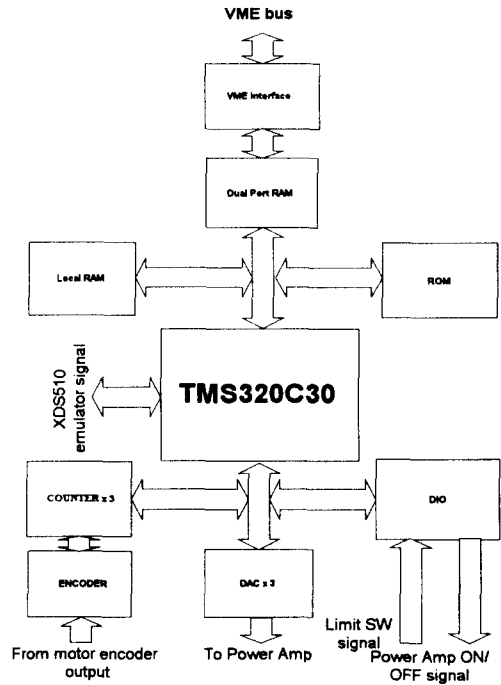 VME bus
VME Interface
Dual Port RAM
Local RAM
ROM
TMS320C30
XDS510
emulator signal
COUNTER x 3
DIO
ENCODER
DAC x 3
From motor encoder
output
To Power Amp
Limit SW
signal
Power Amp ON/
OFF signal